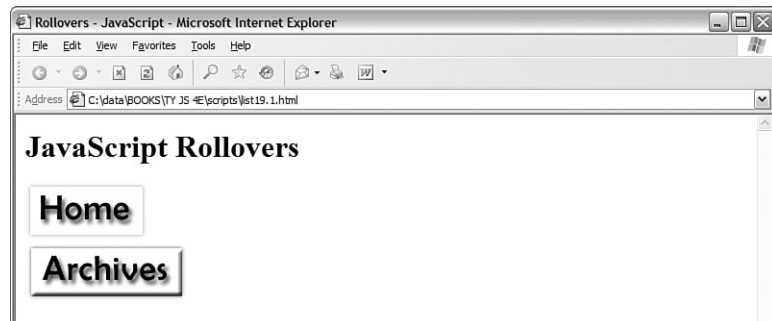 Rollovers - JavaScript - Microsoft Internet Explorer
File Edit View Favorites Tools Help
Address C:\data\BOOKS\TY JS 4E\scripts\list19.1.html
JavaScript Rollovers
Home
Archives